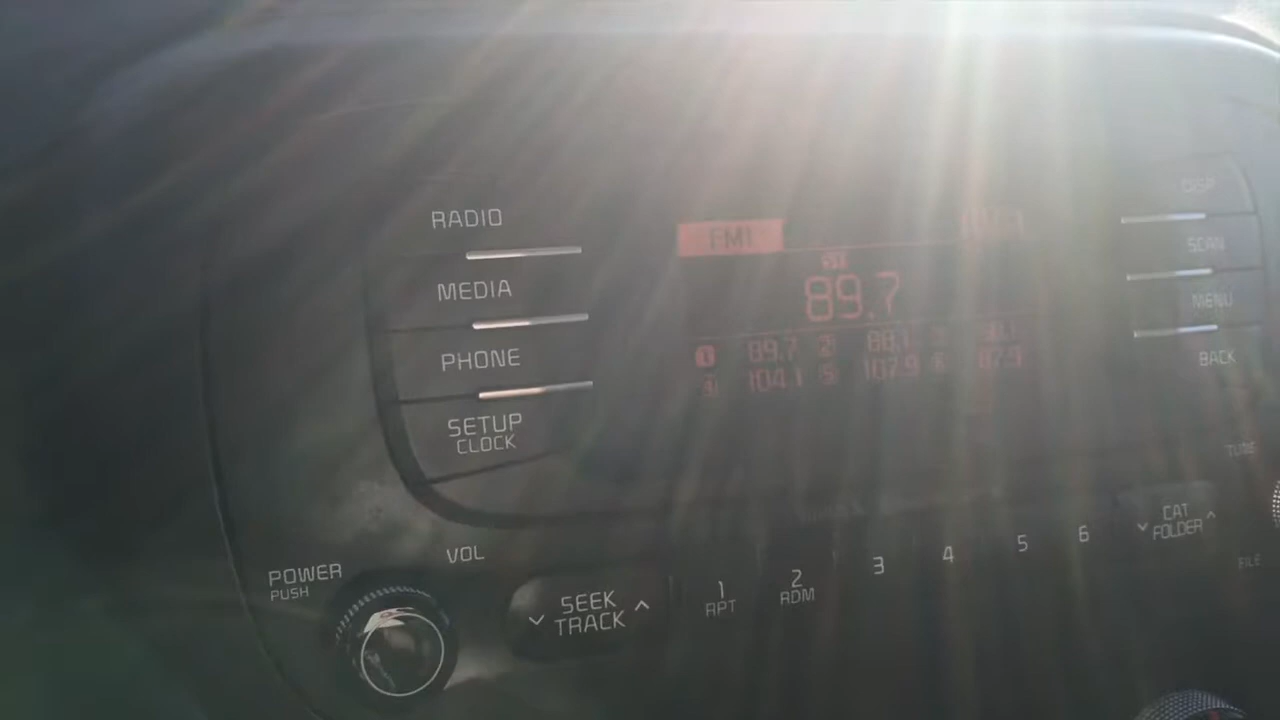 RADIO
MEDIA
PHONE
SETUP
CLOCK
FM1
89.7
1 89.7 2 88.1 3
4 104.1 5 107.9 6 87.9
DISP
SCAN
MENU
BACK
TUNE
POWER
PUSH
VOL
SEEK
TRACK
1
RPT
2
RDM
3
4
5
6
CAT
FOLDER
FILE